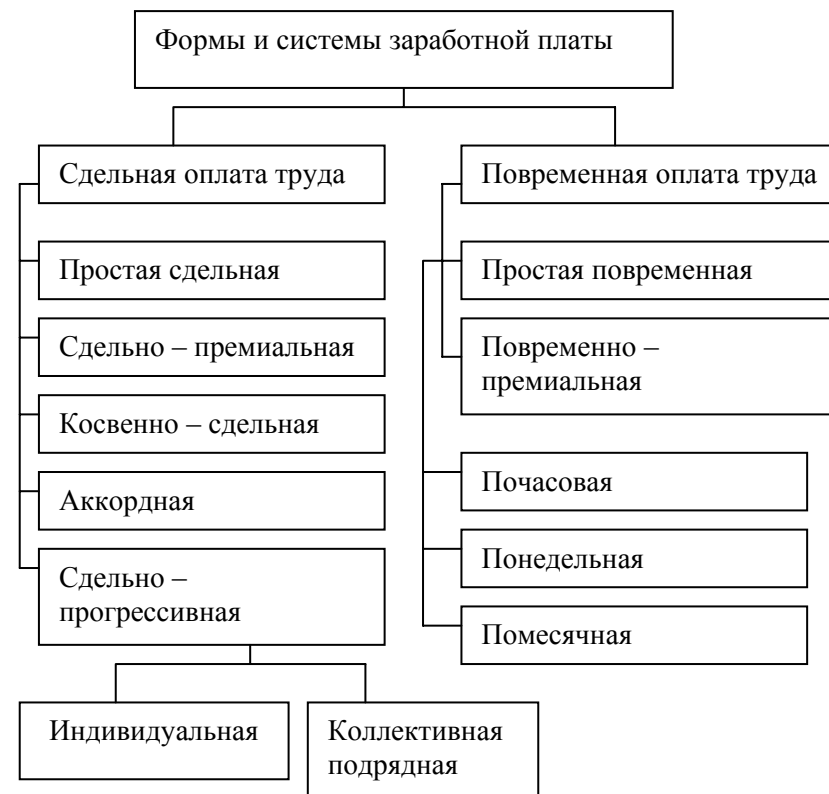 Формы и системы заработной платы
Сдельная оплата труда
Повременная оплата труда
Простая сдельная
Простая повременная
Сдельно – премиальная
Повременно –
премиальная
Косвенно – сдельная
Аккордная
Почасовая
Сдельно –
прогрессивная
Понедельная
Помесячная
Индивидуальная
Коллективная
подрядная